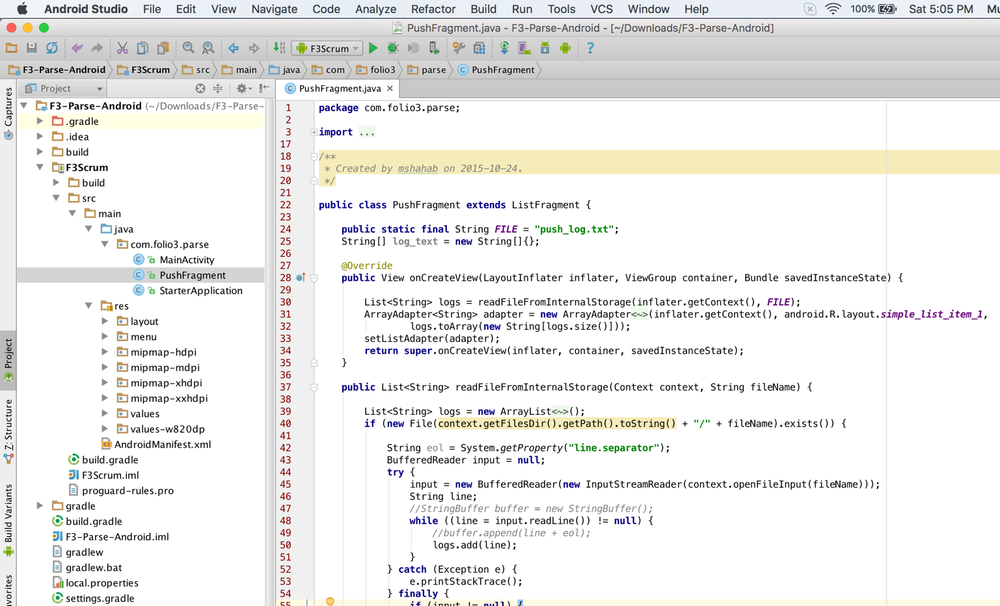 Android Studio File Edit View Navigate Code Analyze Refactor Build Run Tools VCS Window Help 100% Sat 5:05 PM Mu
PushFragment.java - F3-Parse-Android - [~/Downloads/F3-Parse-Android]
F3Scrum ?
F3-Parse-Android F3Scrum src main java com folio3 parse PushFragment
Project
PushFragment.java
Captures
Project
Z: Structure
Build Variants
avorites
F3-Parse-Android (~/Downloads/F3-Parse-
.gradle
.idea
build
F3Scrum
build
src
main
java
com.folio3.parse
MainActivity
PushFragment
StarterApplication
res
layout
menu
mipmap-hdpi
mipmap-mdpi
mipmap-xhdpi
mipmap-xxhdpi
values
values-w820dp
AndroidManifest.xml
build.gradle
F3Scrum.iml
proguard-rules.pro
gradle
build.gradle
F3-Parse-Android.iml
gradlew
gradlew.bat
local.properties
settings.gradle
1 package com.folio3.parse;
2
3 import ...
17
18 /**
19 * Created by mshahab on 2015-10-24.
20 */
21
22 public class PushFragment extends ListFragment {
23
24 public static final String FILE = "push_log.txt";
25 String[] log_text = new String[]{};
26
27 @Override
28 public View onCreateView(LayoutInflater inflater, ViewGroup container, Bundle savedInstanceState) {
29
30 List<String> logs = readFileFromInternalStorage(inflater.getContext(), FILE);
31 ArrayAdapter<String> adapter = new ArrayAdapter<~>(inflater.getContext(), android.R.layout.simple_list_item_1,
32 logs.toArray(new String[logs.size()]));
33 setListAdapter(adapter);
34 return super.onCreateView(inflater, container, savedInstanceState);
35 }
36
37 public List<String> readFileFromInternalStorage(Context context, String fileName) {
38
39 List<String> logs = new ArrayList<~>();
40 if (new File(context.getFilesDir().getPath().toString() + "/" + fileName).exists()) {
41
42 String eol = System.getProperty("line.separator");
43 BufferedReader input = null;
44 try {
45 input = new BufferedReader(new InputStreamReader(context.openFileInput(fileName)));
46 String line;
47 //StringBuffer buffer = new StringBuffer();
48 while ((line = input.readLine()) != null) {
49 //buffer.append(line + eol);
50 logs.add(line);
51 }
52 } catch (Exception e) {
53 e.printStackTrace();
54 } finally {
55 if (input != null) {